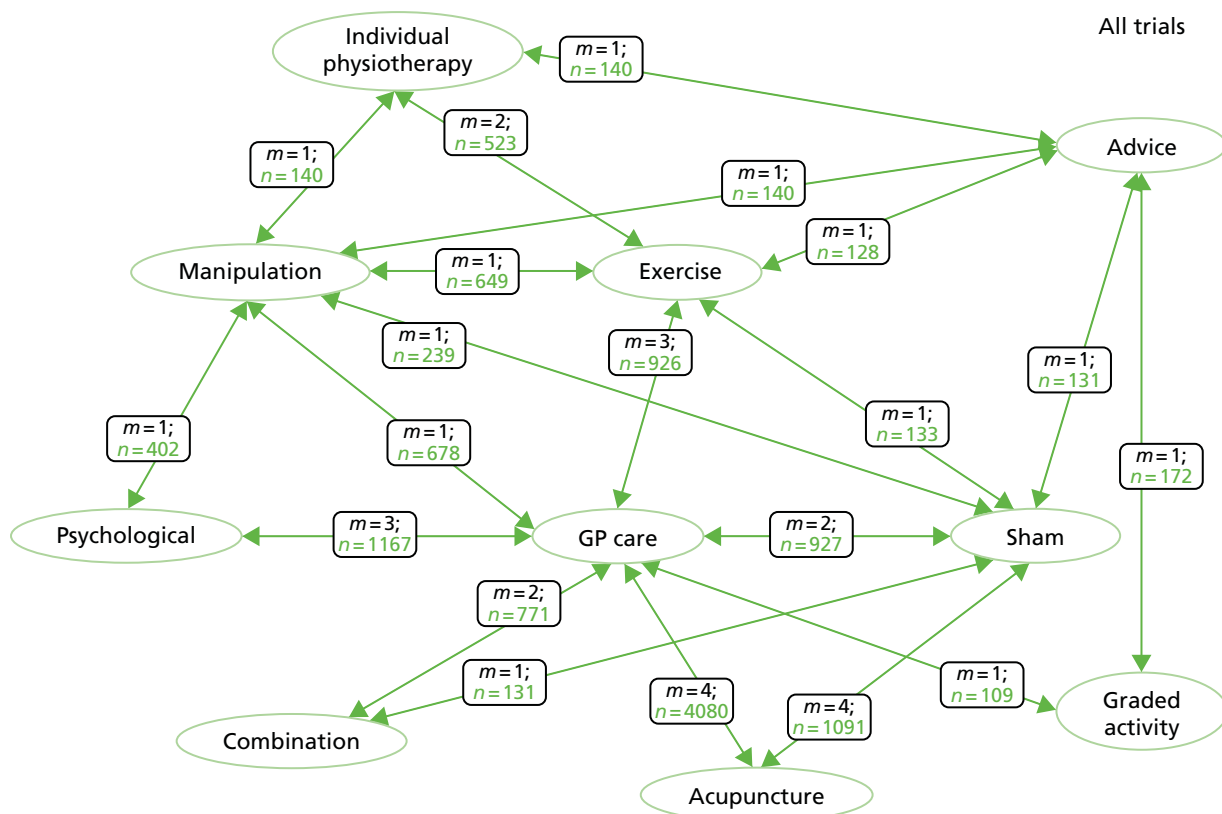 All trials
Individual
physiotherapy
m=1;
n=140
m=2;
n=523
m=1;
n=140
Advice
m=1;
n=140
m=1;
n=128
Manipulation
m=1;
n=649
Exercise
m=1;
n=239
m=3;
n=926
m=1;
n=131
m=1;
n=402
m=1;
n=678
m=1;
n=133
m=1;
n=172
Psychological
m=3;
n=1167
GP care
m=2;
n=927
Sham
m=2;
n=771
m=1;
n=131
m=4;
n=4080
m=4;
n=1091
m=1;
n=109
Graded
activity
Combination
Acupuncture